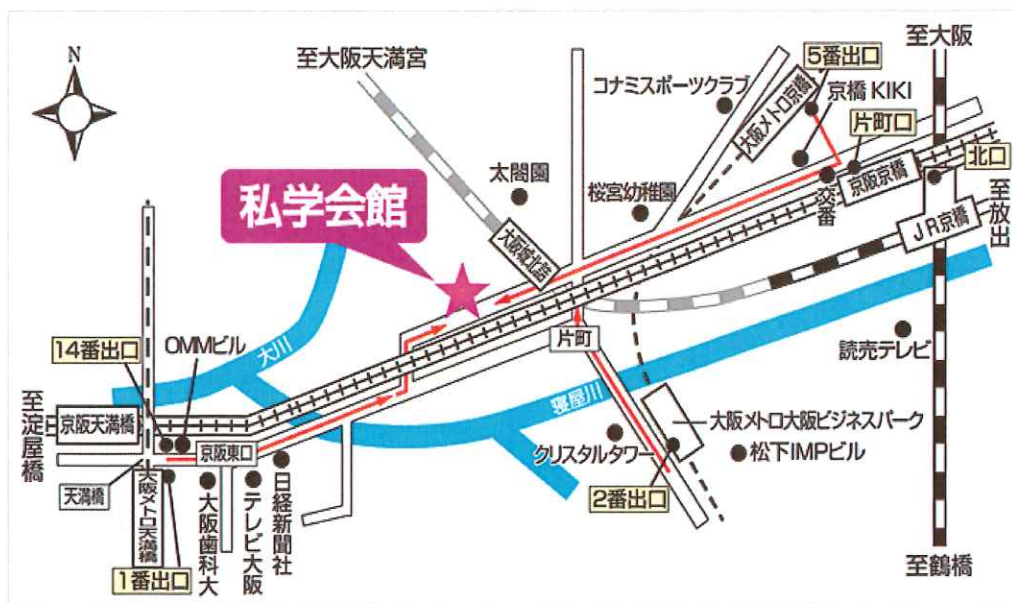 N
至大阪天満宮
コナミスポーツクラブ
大阪メトロ京橋
5番出口
京橋KIKI
片町口
至大阪
北口
京阪京橋
交番
至放出
JR京橋
太閤園
桜宮幼稚園
私学会館
大阪城北詰
14番出口
OMMビル
大川
片町
読売テレビ
寝屋川
至淀屋橋
京阪天満橋
京阪東口
天満橋
大阪メトロ天満橋
1番出口
大阪歯科大
テレビ大阪
日経新聞社
クリスタルタワー
大阪メトロ大阪ビジネスパーク
松下IMPビル
2番出口
至鶴橋